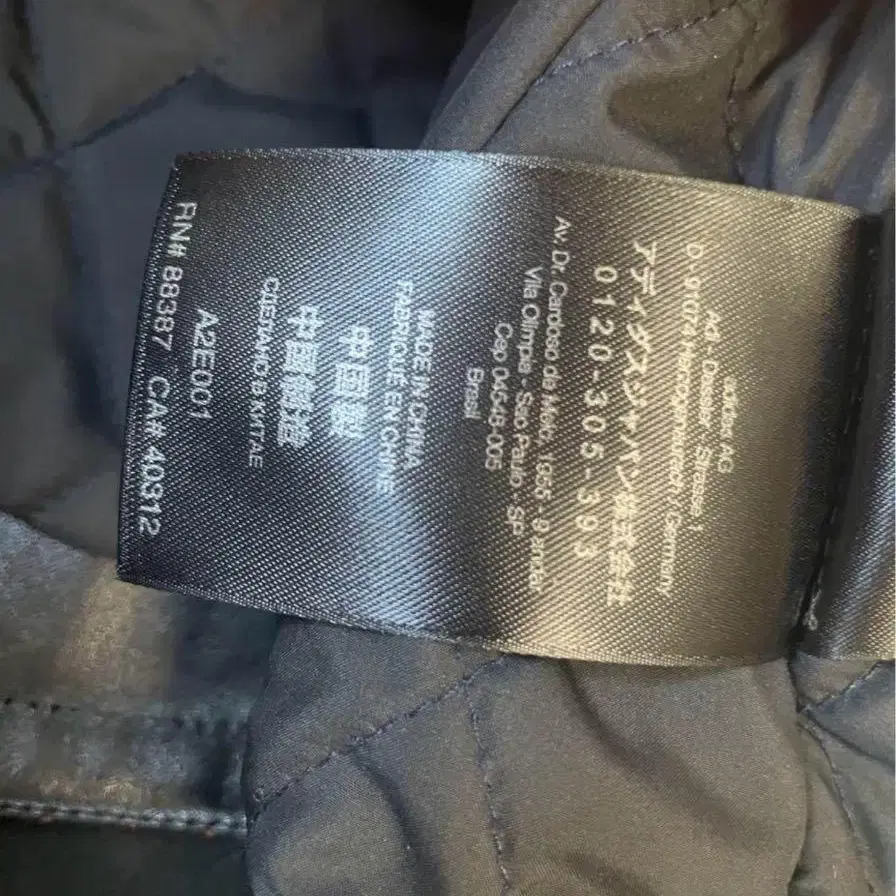 adidas AG
Adi - Dassler - Strasse 1
D - 91074 Herzogenaurach / Germany
アディダスジャパン株式会社
0120-305-393
Av. Dr. Cardoso de Melo, 1855 - 9 andar
Vila Olimpia - Sao Paulo - SP
Cep 04548-005
Brasil
MADE IN CHINA
FABRIQUE EN CHINE
中国製
中國製造
СШТАМО В КИТАЕ
A2E001
RN# 88387 CA# 40312